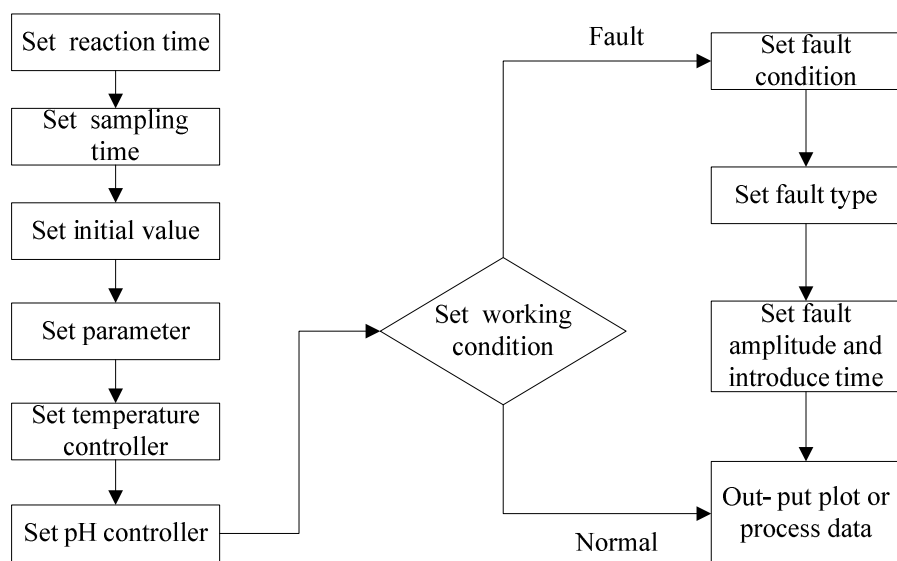 Set reaction time
Set sampling
time
Set initial value
Set parameter
Set temperature
controller
Set pH controller
Set working
condition
Fault
Normal
Set fault
condition
Set fault type
Set fault
amplitude and
introduce time
Out- put plot or
process data